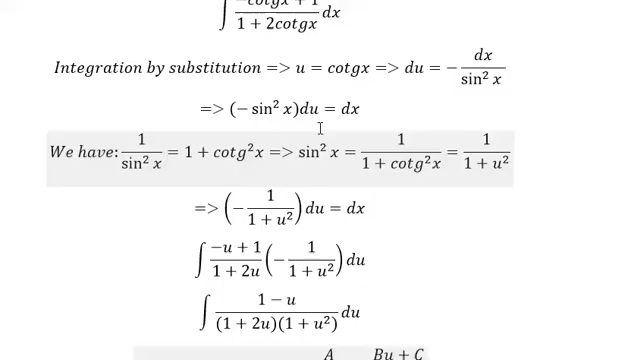 ∫ (−cotgx + 1)/(1 + 2cotgx) dx
Integration by substitution => u = cotgx => du = − dx/sin² x
=> (− sin² x)du = dx
We have: 1/sin² x = 1 + cotg²x => sin² x = 1/(1 + cotg²x) = 1/(1 + u²)
=> (− 1/(1 + u²)) du = dx
∫ (−u + 1)/(1 + 2u) (− 1/(1 + u²)) du
∫ (1 − u)/((1 + 2u)(1 + u²)) du
A Bu + C